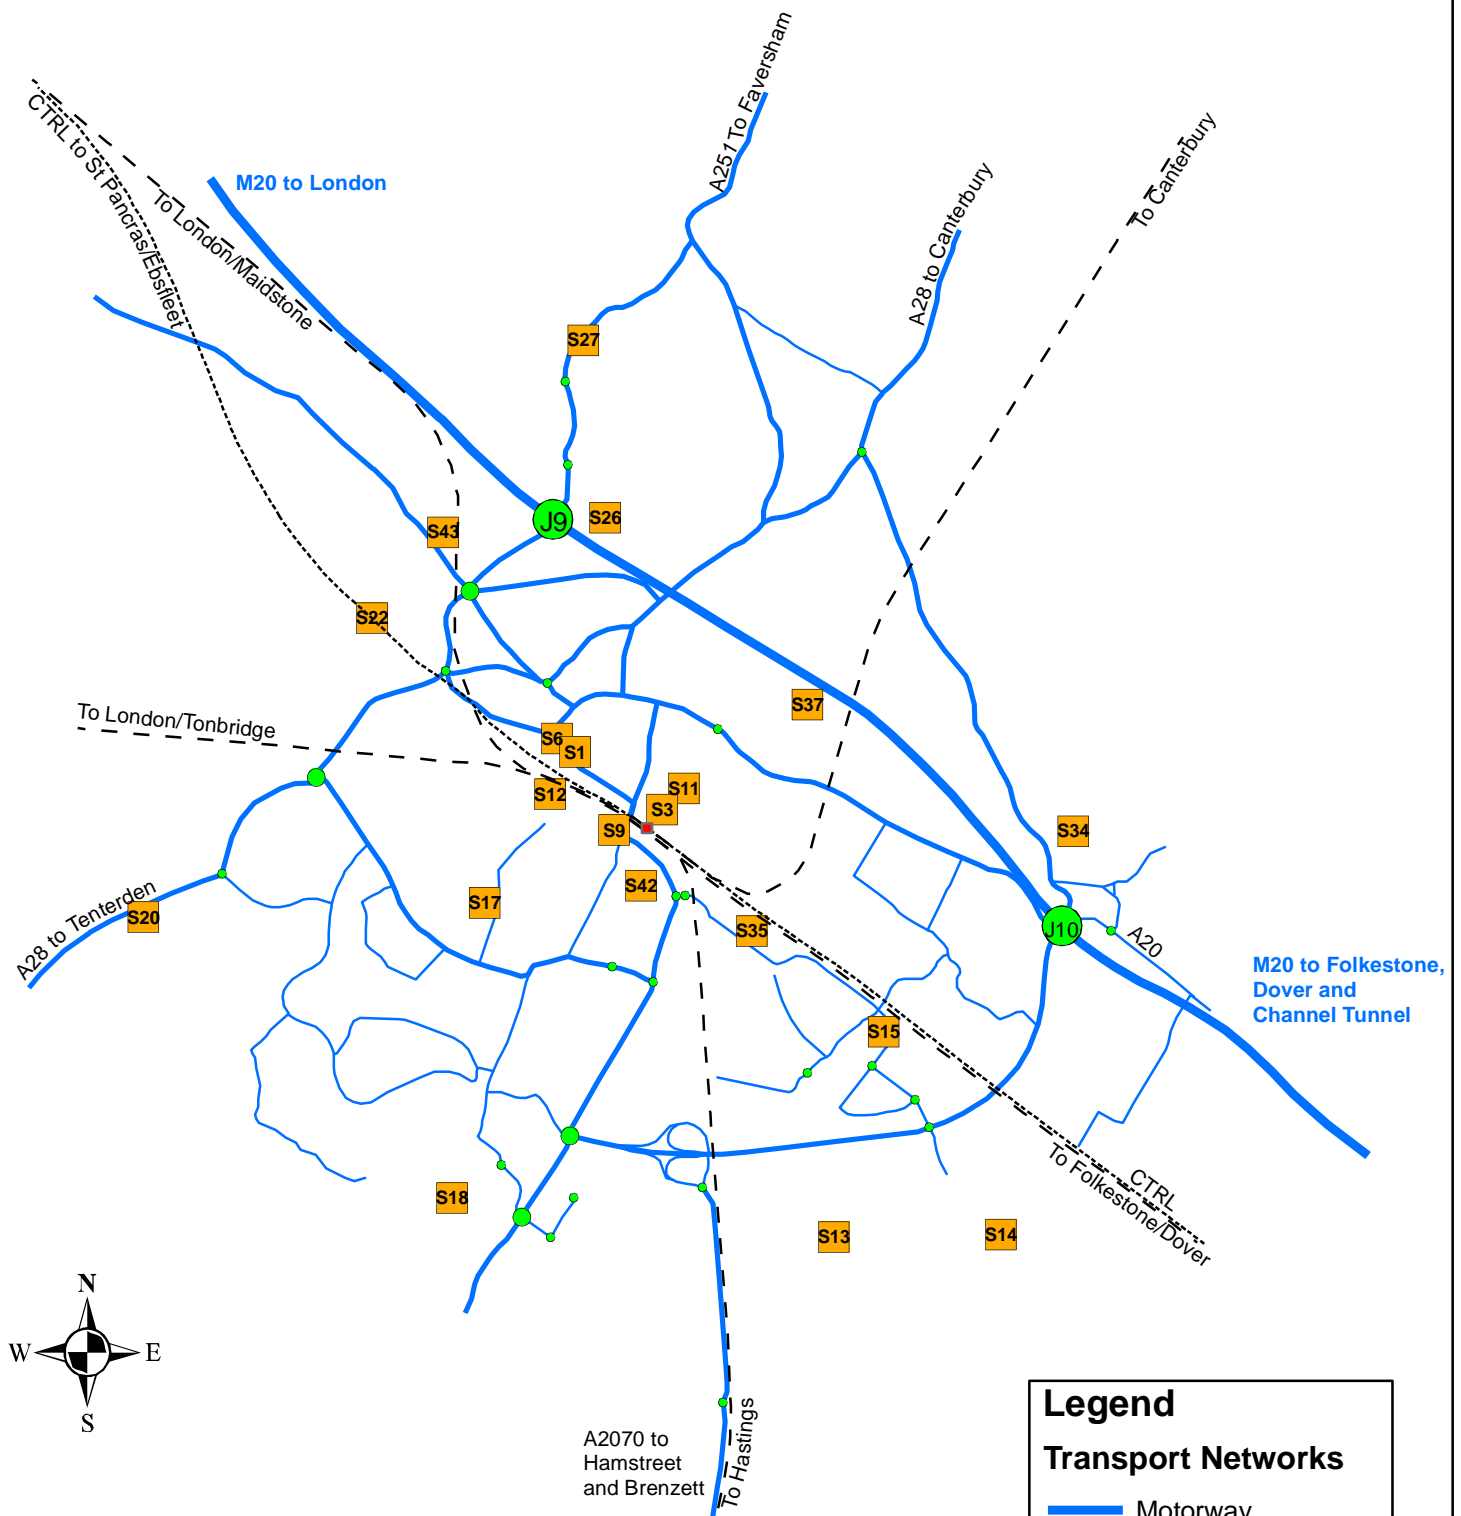 A251 To Faversham
CTRL to St Pancras/Ebsfleet
M20 to London
To London/Maidstone
A28 to Canterbury
To Canterbury
S27
S43
J9
S26
S22
To London/Tonbridge
S37
S6
S1
S12
S11
S3
S9
S34
S42
S17
S20
A28 to Tenterden
S35
J10
A20
M20 to Folkestone,
Dover and
Channel Tunnel
S15
CTRL
To Folkestone/Dover
S18
S13
S14
N
W
E
S
A2070 to
Hamstreet
and Brenzett
To Hastings
Legend
Transport Networks
Motorway